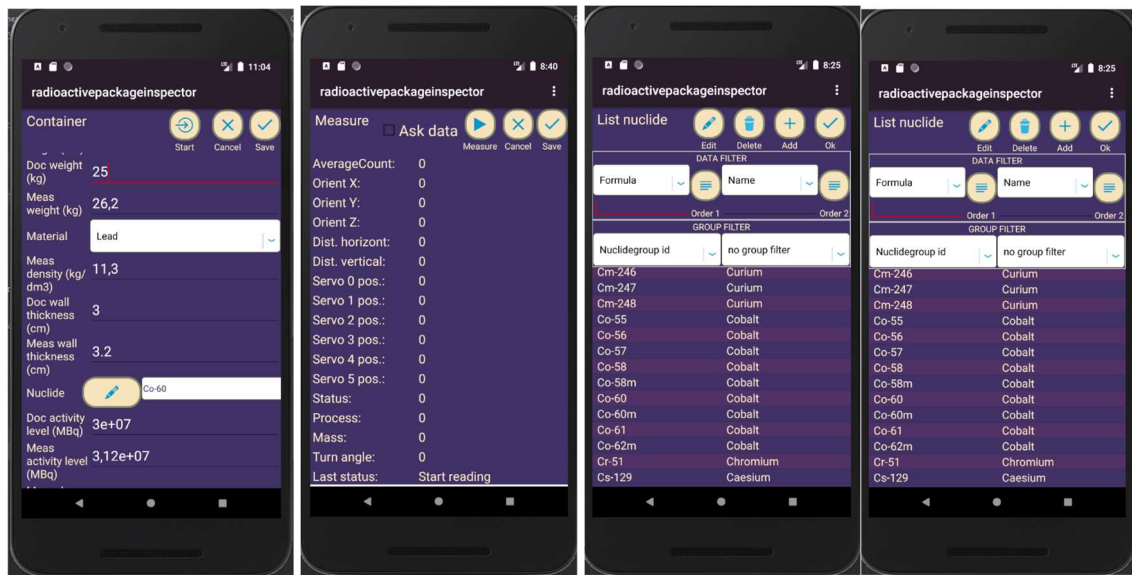 11:04
radioactivepackageinspector
Container
Start Cancel Save
Doc weight
(kg)
25
Meas
weight (kg)
26,2
Material
Lead
Meas
density (kg/
dm3)
11,3
Doc wall
thickness
(cm)
3
Meas wall
thickness
(cm)
3.2
Nuclide
Co-60
Doc activity
level (MBq)
3e+07
Meas
activity level
(MBq)
3,12e+07
8:40
radioactivepackageinspector
Measure
Ask data
Measure Cancel Save
AverageCount: 0
Orient X: 0
Orient Y: 0
Orient Z: 0
Dist. horizont: 0
Dist. vertical: 0
Servo 0 pos.: 0
Servo 1 pos.: 0
Servo 2 pos.: 0
Servo 3 pos.: 0
Servo 4 pos.: 0
Servo 5 pos.: 0
Status: 0
Process: 0
Mass: 0
Turn angle: 0
Last status: Start reading
8:25
radioactivepackageinspector
List nuclide
Edit Delete Add Ok
DATA FILTER
Formula Name
Order 1 Order 2
GROUP FILTER
Nuclidegroup id no group filter
Cm-246 Curium
Cm-247 Curium
Cm-248 Curium
Co-55 Cobalt
Co-56 Cobalt
Co-57 Cobalt
Co-58 Cobalt
Co-58m Cobalt
Co-60 Cobalt
Co-60m Cobalt
Co-61 Cobalt
Co-62m Cobalt
Cr-51 Chromium
Cs-129 Caesium
8:25
radioactivepackageinspector
List nuclide
Edit Delete Add Ok
DATA FILTER
Formula Name
Order 1 Order 2
GROUP FILTER
Nuclidegroup id no group filter
Cm-246 Curium
Cm-247 Curium
Cm-248 Curium
Co-55 Cobalt
Co-56 Cobalt
Co-57 Cobalt
Co-58 Cobalt
Co-58m Cobalt
Co-60 Cobalt
Co-60m Cobalt
Co-61 Cobalt
Co-62m Cobalt
Cr-51 Chromium
Cs-129 Caesium